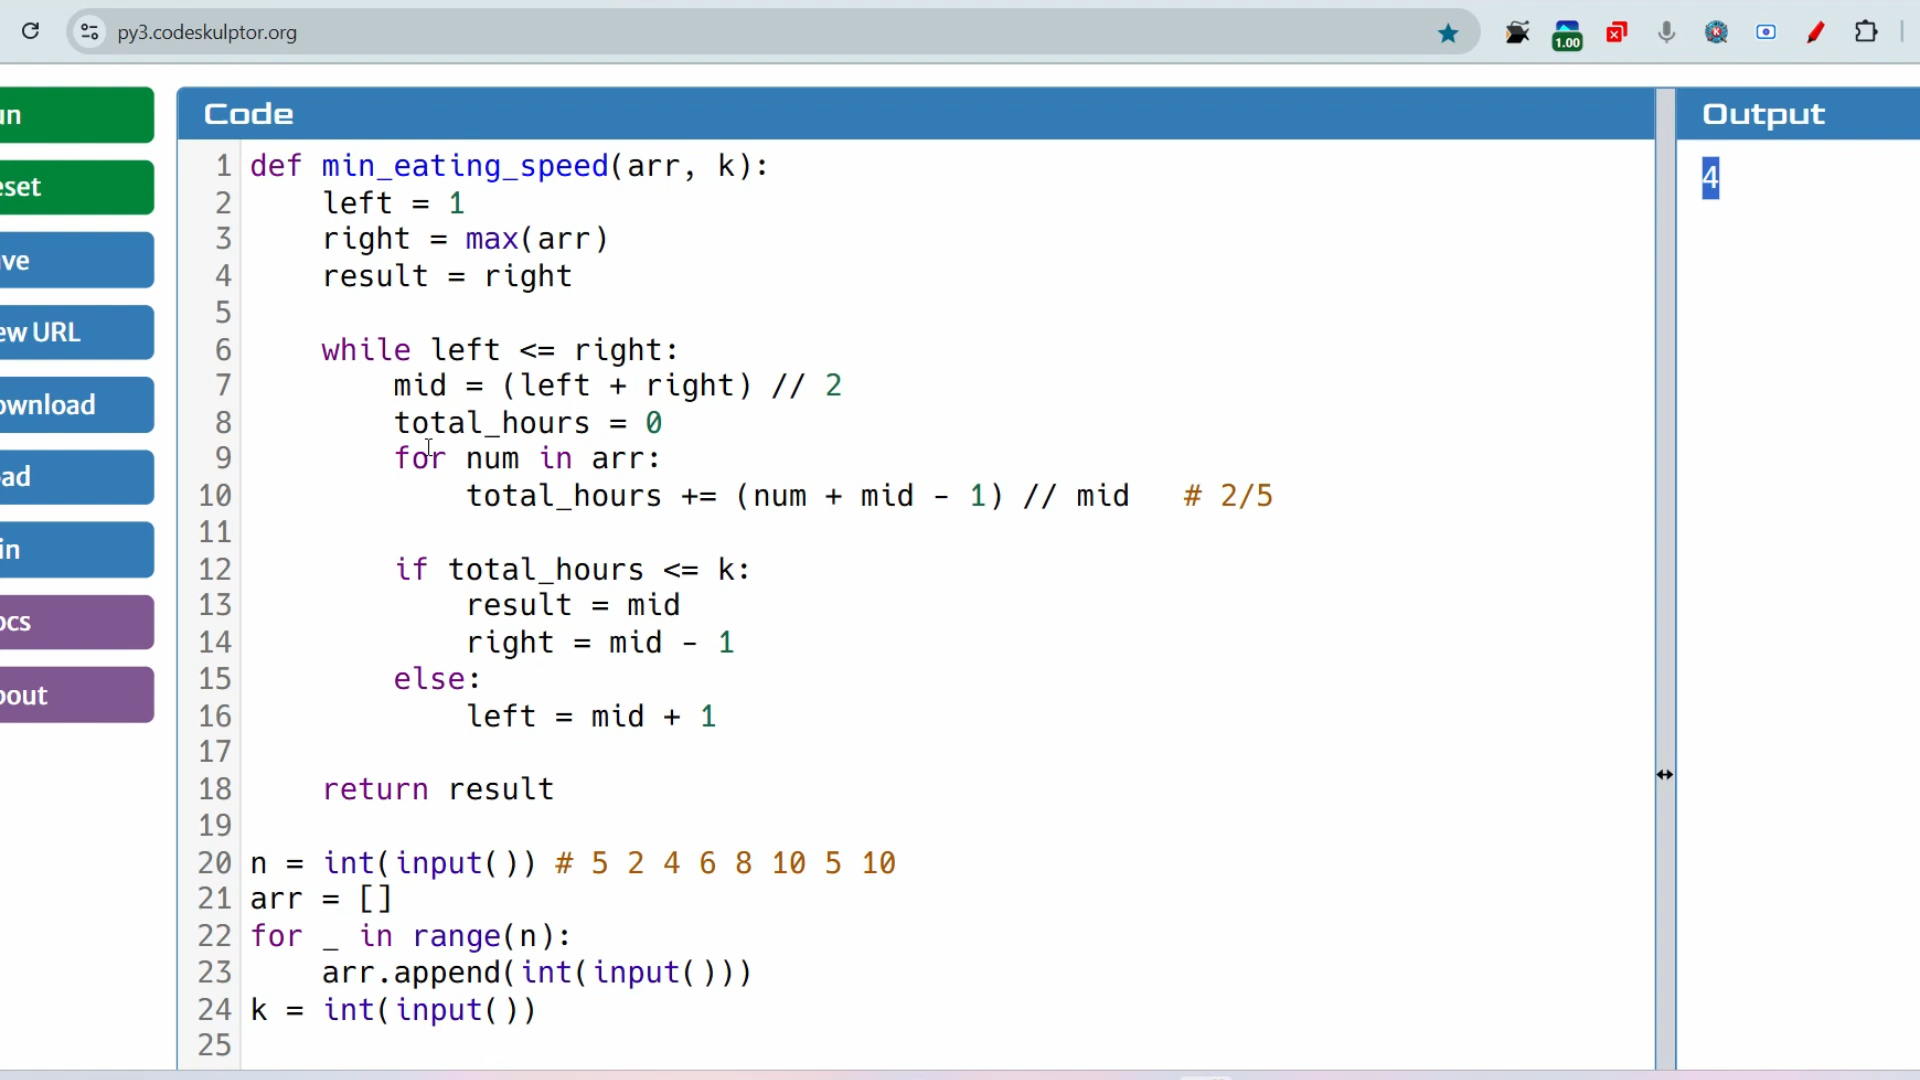 py3.codeskulptor.org
1.00
un
eset
ave
ew URL
ownload
oad
in
ocs
bout
Code
1 def min_eating_speed(arr, k):
2     left = 1
3     right = max(arr)
4     result = right
5
6     while left <= right:
7         mid = (left + right) // 2
8         total_hours = 0
9         for num in arr:
10             total_hours += (num + mid - 1) // mid   # 2/5
11
12         if total_hours <= k:
13             result = mid
14             right = mid - 1
15         else:
16             left = mid + 1
17
18     return result
19
20 n = int(input()) # 5 2 4 6 8 10 5 10
21 arr = []
22 for _ in range(n):
23     arr.append(int(input()))
24 k = int(input())
25
Output
4